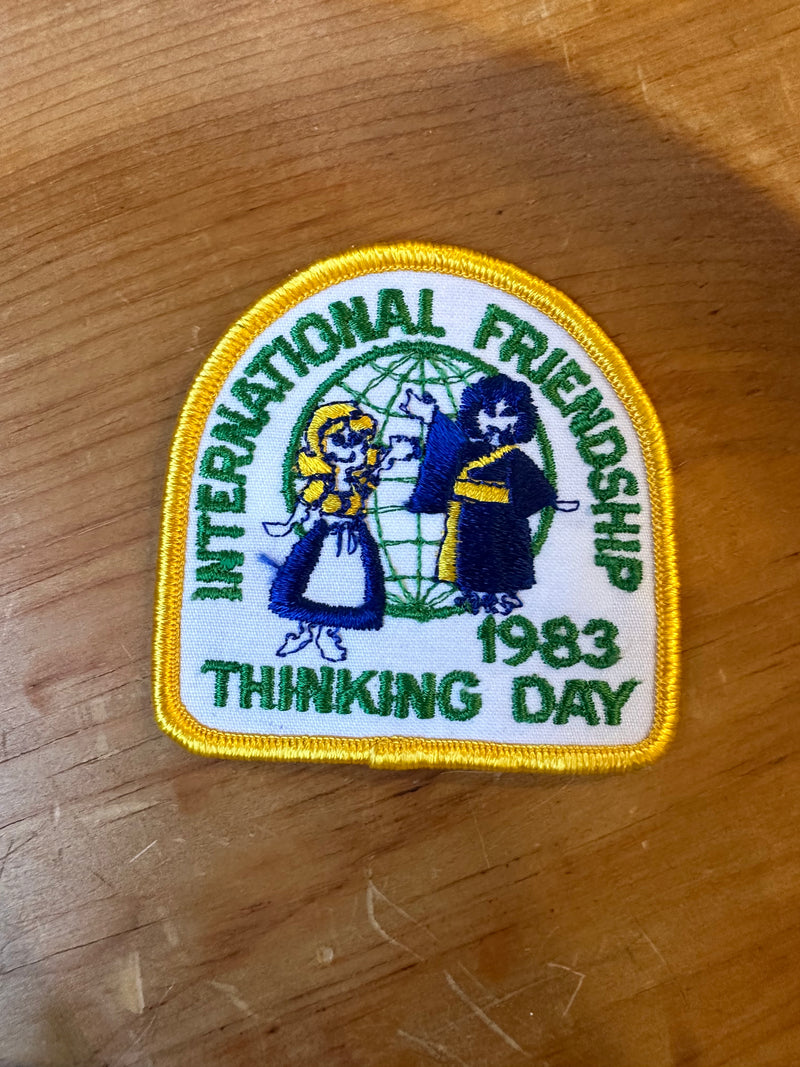 INTERNATIONAL FRIENDSHIP
1983
THINKING DAY